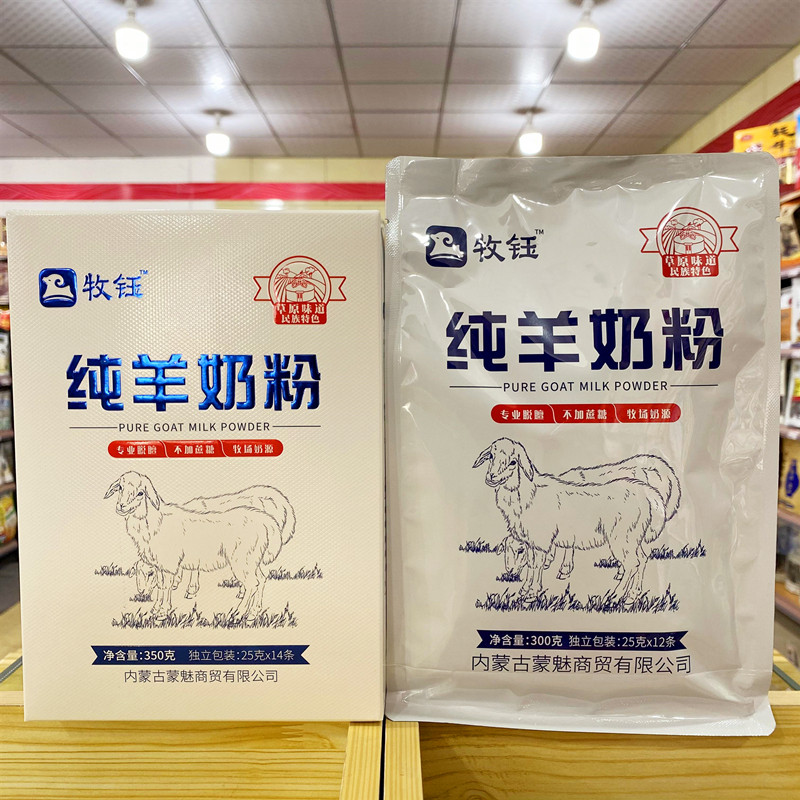 牧钰™
草原味道
民族特色
纯羊奶粉
PURE GOAT MILK POWDER
专业脱膻 不加蔗糖 牧场奶源
净含量:350克 独立包装:25克x14条
内蒙古蒙魅商贸有限公司
牧钰™
草原味道
民族特色
纯羊奶粉
PURE GOAT MILK POWDER
专业脱膻 不加蔗糖 牧场奶源
净含量:300克 独立包装:25克x12条
内蒙古蒙魅商贸有限公司